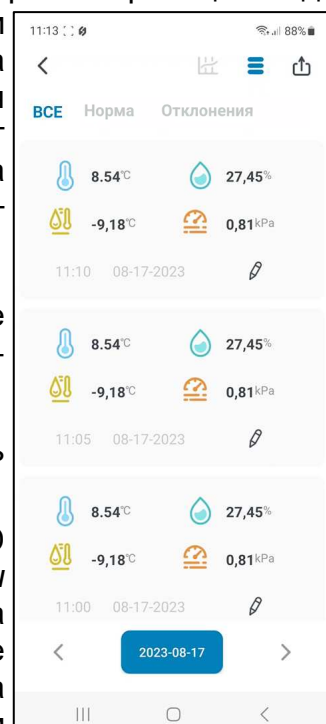 11:13 88%
ВСЕ Норма Отклонения
8.54°C 27,45%
-9,18°C 0,81kPa
11:10 08-17-2023
8.54°C 27,45%
-9,18°C 0,81kPa
11:05 08-17-2023
8.54°C 27,45%
-9,18°C 0,81kPa
11:00 08-17-2023
2023-08-17